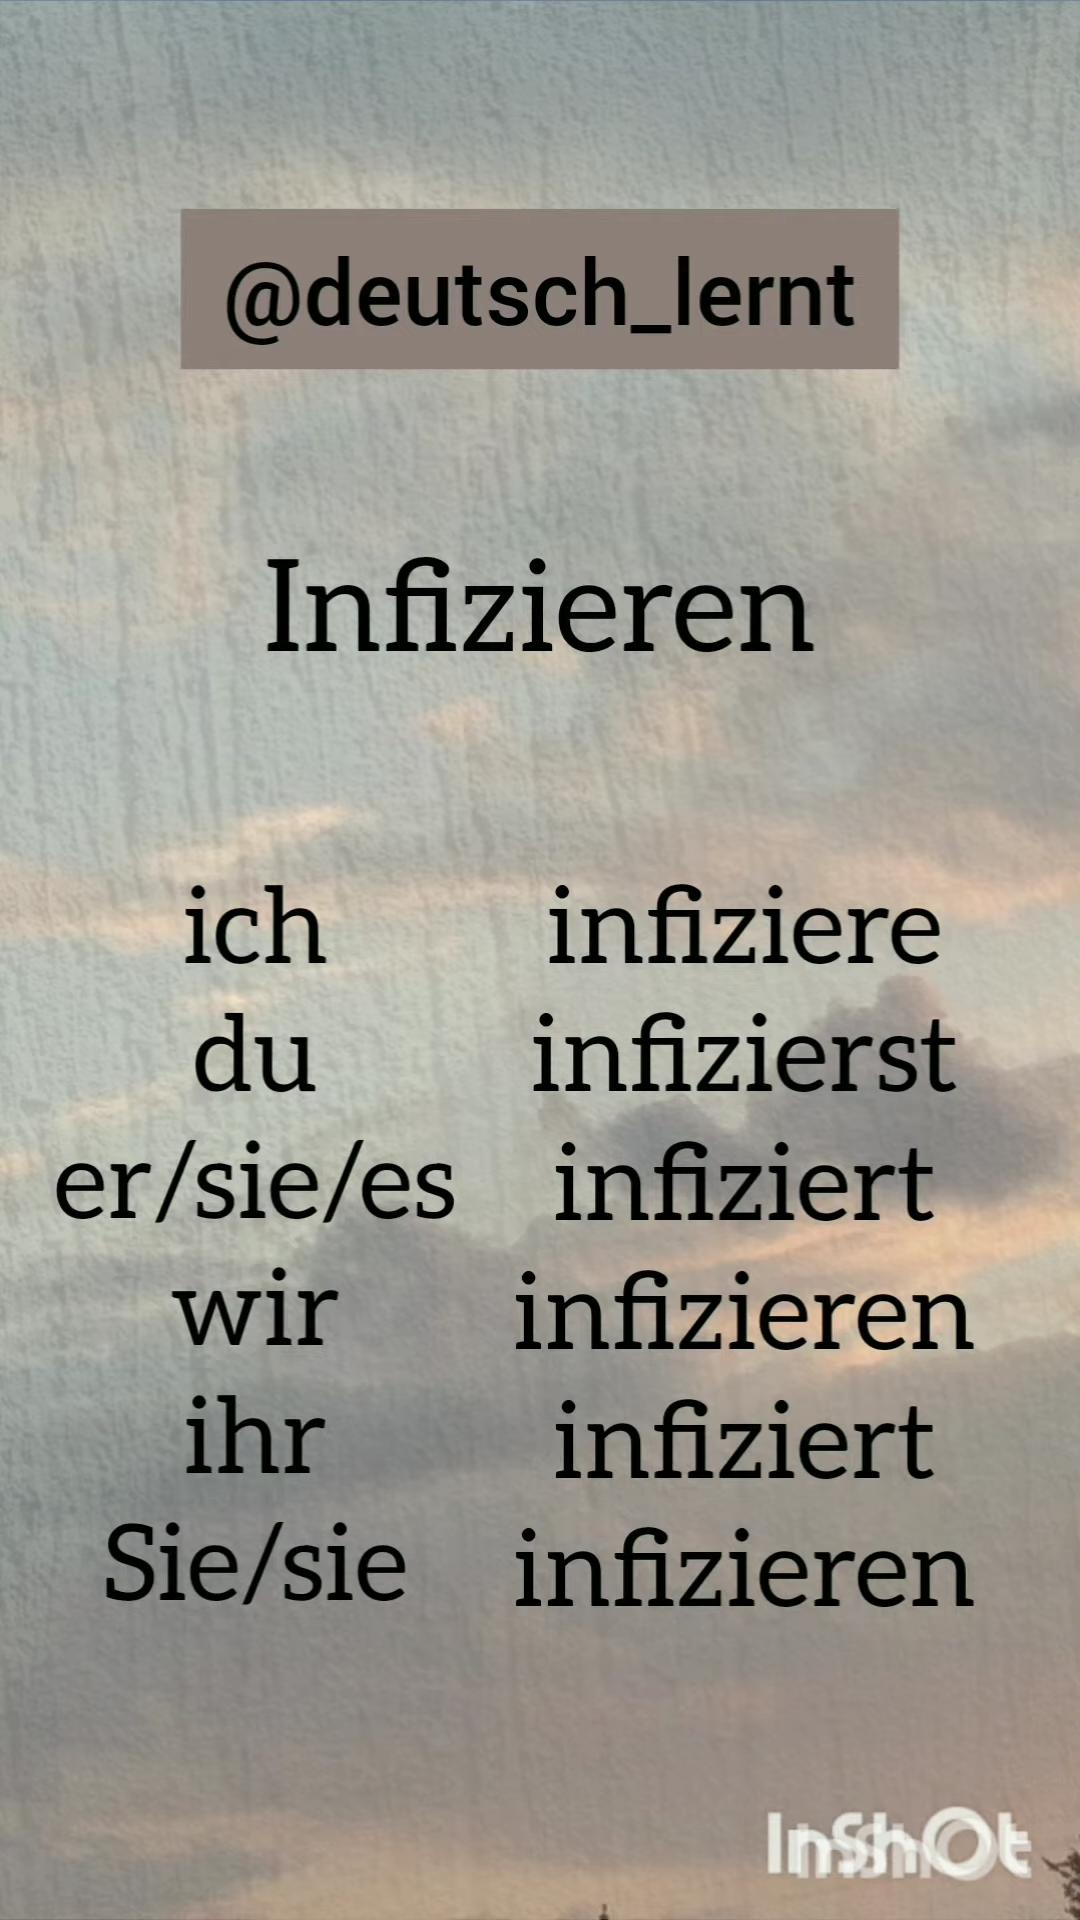 @deutsch_lernt
Infizieren
ich infiziere
du infizierst
er/sie/es infiziert
wir infizieren
ihr infiziert
Sie/sie infizieren
InShOt